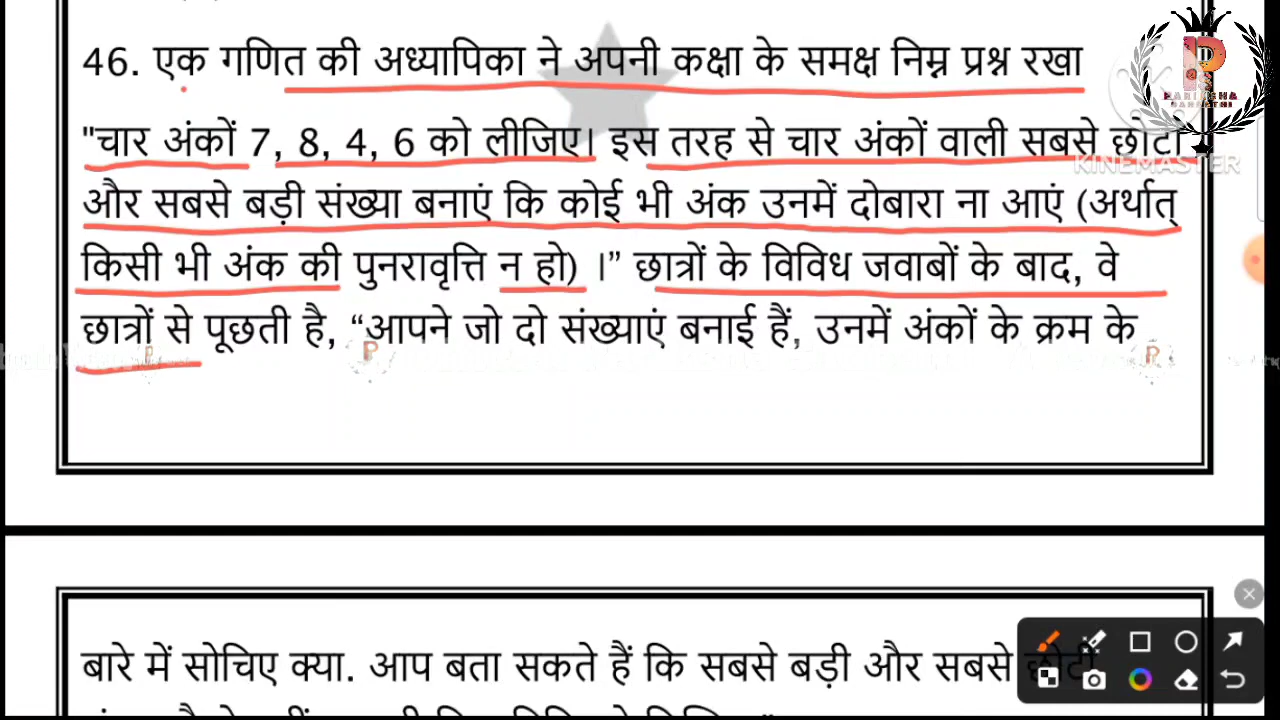 46. एक गणित की अध्यापिका ने अपनी कक्षा के समक्ष निम्न प्रश्न रखा
"चार अंकों 7, 8, 4, 6 को लीजिए। इस तरह से चार अंकों वाली सबसे छोटी
और सबसे बड़ी संख्या बनाएं कि कोई भी अंक उनमें दोबारा ना आएं (अर्थात्
किसी भी अंक की पुनरावृत्ति न हो) ।” छात्रों के विविध जवाबों के बाद, वे
छात्रों से पूछती है, “आपने जो दो संख्याएं बनाई हैं, उनमें अंकों के क्रम के
बारे में सोचिए क्या. आप बता सकते हैं कि सबसे बड़ी और सबसे छोटी
KINEMASTER